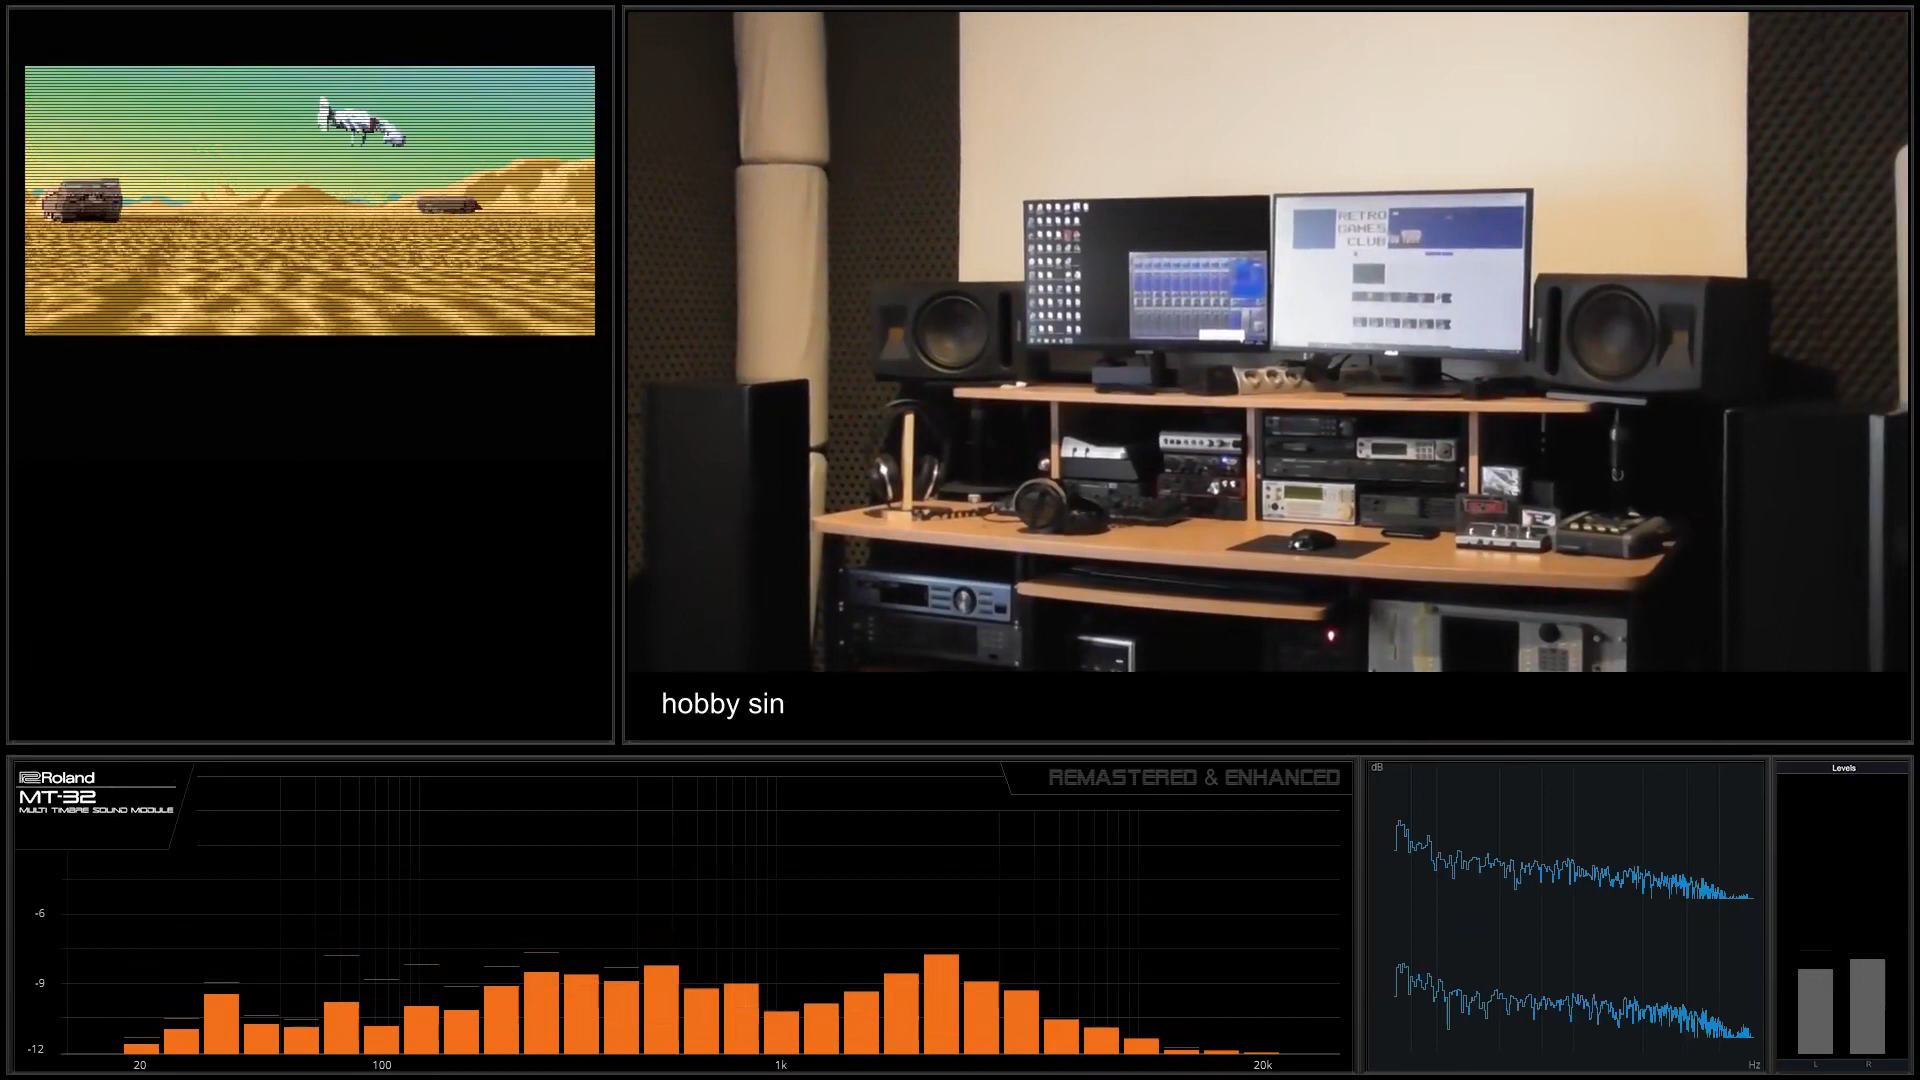 RETRO
GAMES
CLUB
hobby sin
Roland
MT-32
MULTI TIMBRE SOUND MODULE
REMASTERED & ENHANCED
-6
-9
-12
20
100
1k
20k
dB
Hz
Levels
L
R